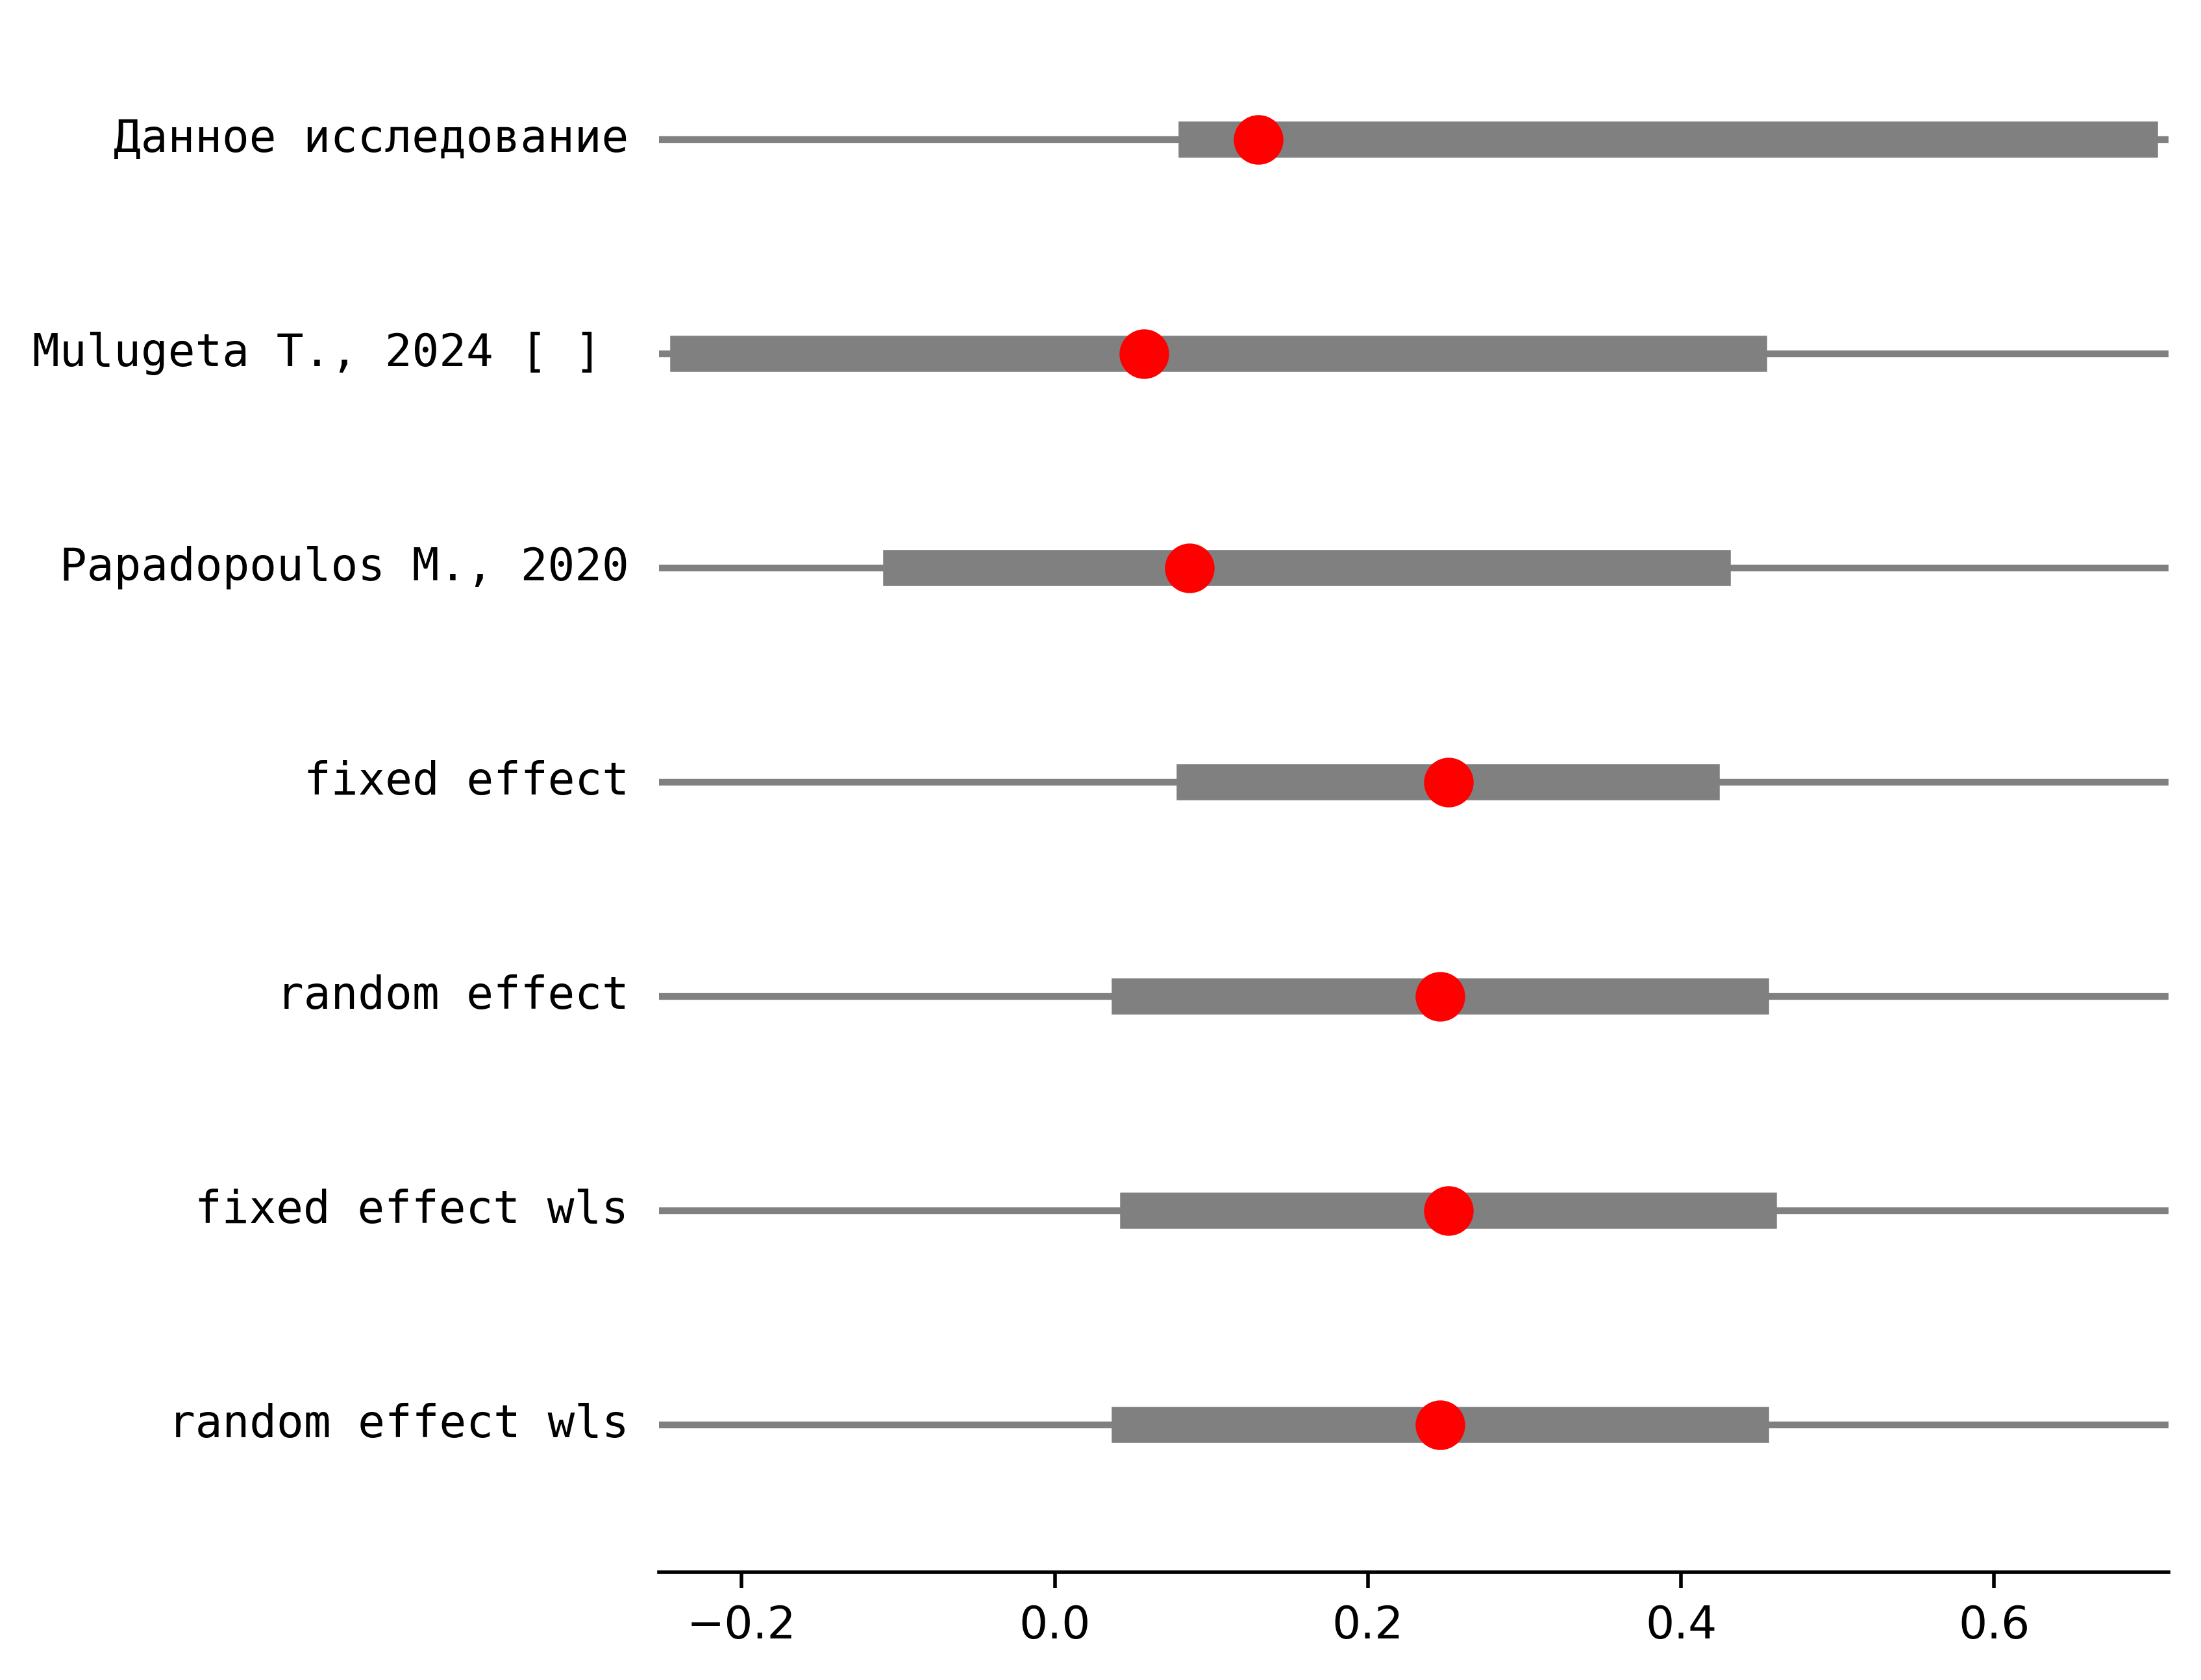 Данное исследование
Mulugeta T., 2024 [ ]
Papadopoulos M., 2020
fixed effect
random effect
fixed effect wls
random effect wls
−0.2 0.0 0.2 0.4 0.6